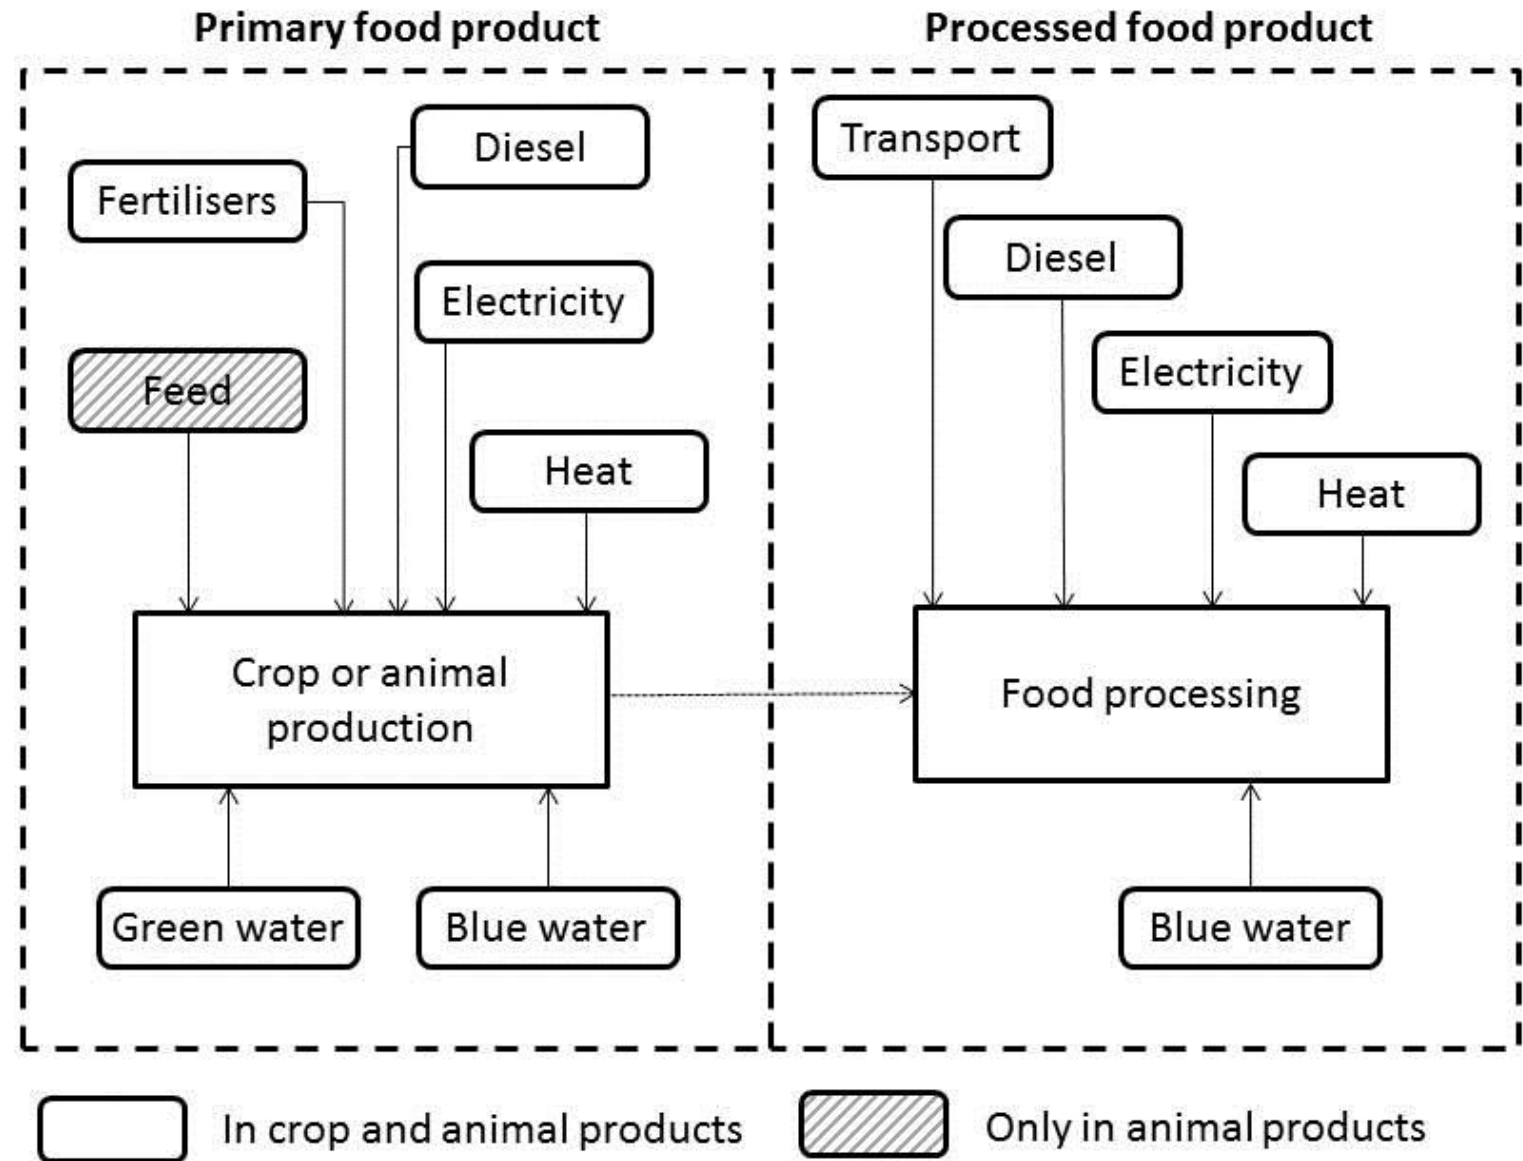 Primary food product
Processed food product
Diesel
Fertilisers
Electricity
Feed
Heat
Crop or animal
production
Green water
Blue water
Transport
Diesel
Electricity
Heat
Food processing
Blue water
In crop and animal products
Only in animal products